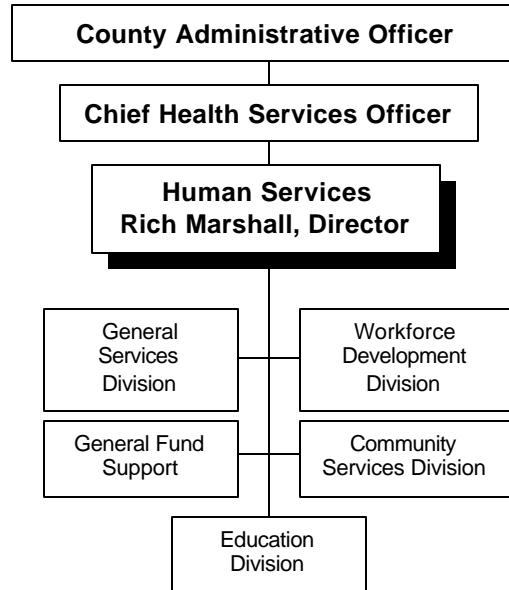 County Administrative Officer
Chief Health Services Officer
Human Services
Rich Marshall, Director
General
Services
Division
Workforce
Development
Division
General Fund
Support
Community
Services Division
Education
Division